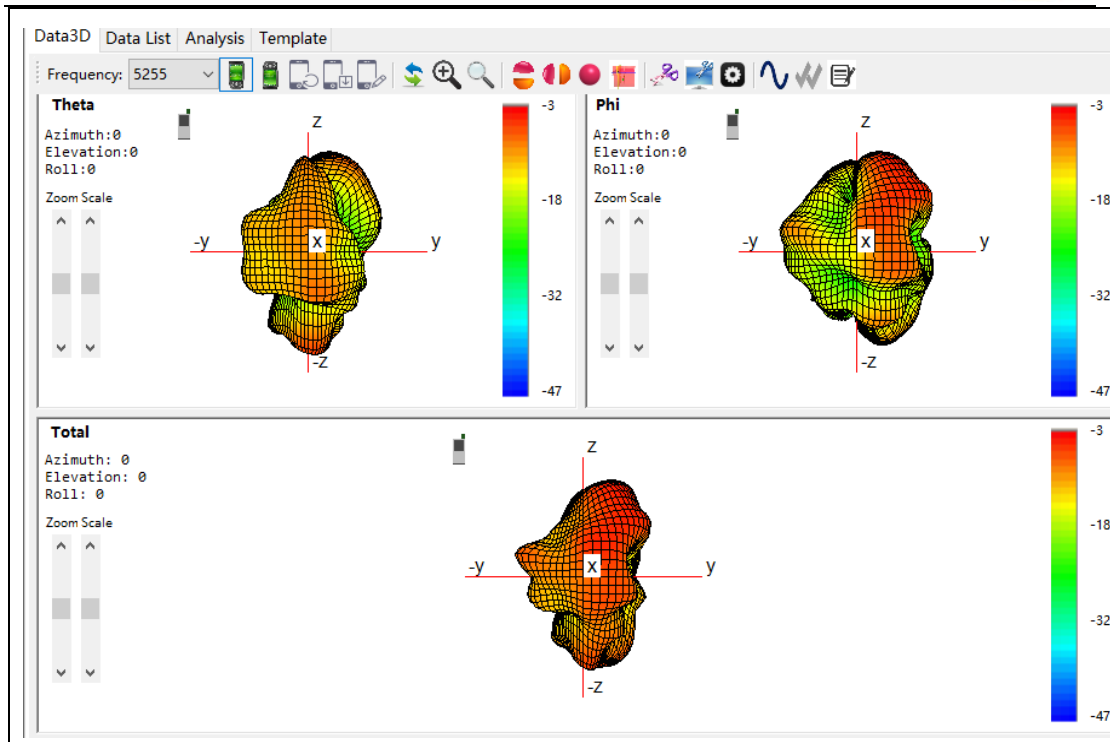 Data3D Data List Analysis Template
Frequency: 5255
Theta
Azimuth:0
Elevation:0
Roll:0
Zoom Scale
z
-y
x
y
-z
-3
-18
-32
-47
Phi
Azimuth:0
Elevation:0
Roll:0
Zoom Scale
z
-y
x
y
-z
-3
-18
-32
-47
Total
Azimuth: 0
Elevation: 0
Roll: 0
Zoom Scale
z
-y
x
y
-z
-3
-18
-32
-47